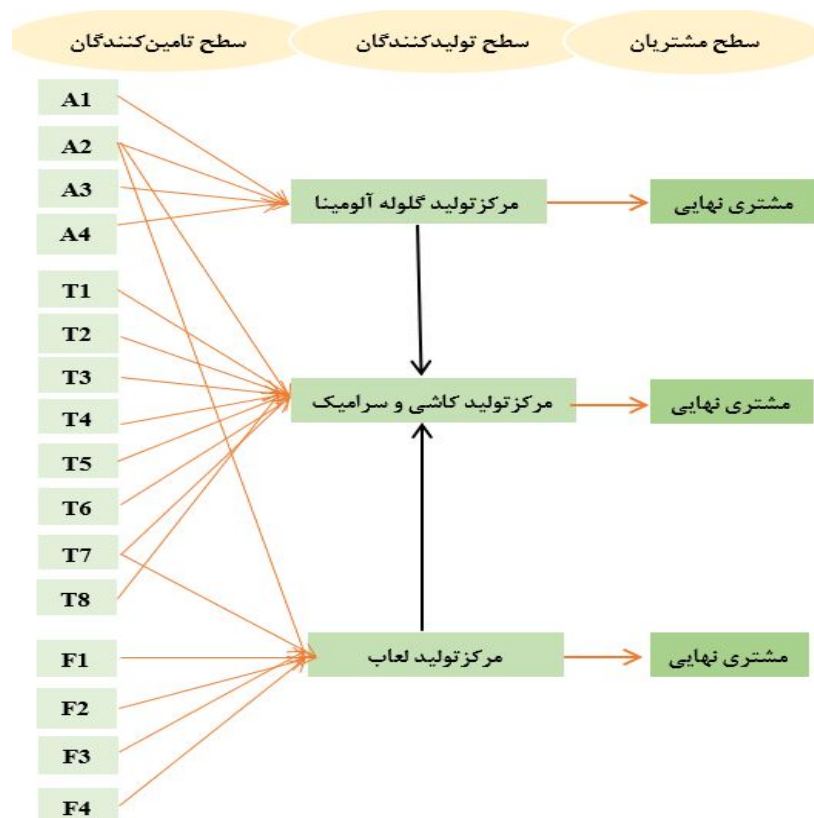 سطح مشتریان
سطح تولیدکنندگان
سطح تامین‌کنندگان
A1
A2
A3
A4
T1
T2
T3
T4
T5
T6
T7
T8
F1
F2
F3
F4
مرکزتولید گلوله آلومینا
مشتری نهایی
مرکزتولید کاشی و سرامیک
مشتری نهایی
مرکزتولید لعاب
مشتری نهایی